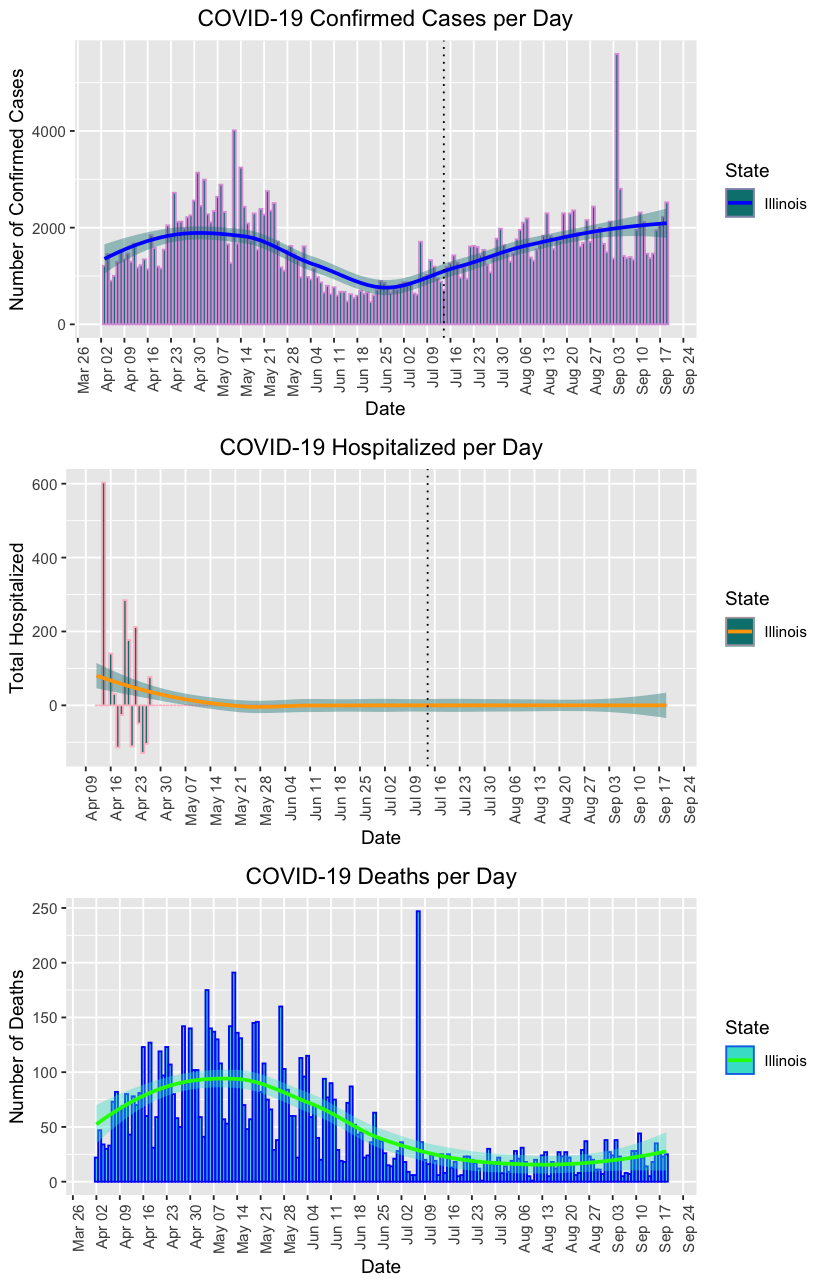 COVID-19 Confirmed Cases per Day
Number of Confirmed Cases
4000
2000
0
Mar 26 Apr 02 Apr 09 Apr 16 Apr 23 Apr 30 May 07 May 14 May 21 May 28 Jun 04 Jun 11 Jun 18 Jun 25 Jul 02 Jul 09 Jul 16 Jul 23 Jul 30 Aug 06 Aug 13 Aug 20 Aug 27 Sep 03 Sep 10 Sep 17 Sep 24
Date
State
Illinois
COVID-19 Hospitalized per Day
Total Hospitalized
600
400
200
0
Apr 09 Apr 16 Apr 23 Apr 30 May 07 May 14 May 21 May 28 Jun 04 Jun 11 Jun 18 Jun 25 Jul 02 Jul 09 Jul 16 Jul 23 Jul 30 Aug 06 Aug 13 Aug 20 Aug 27 Sep 03 Sep 10 Sep 17 Sep 24
Date
State
Illinois
COVID-19 Deaths per Day
Number of Deaths
250
200
150
100
50
0
Mar 26 Apr 02 Apr 09 Apr 16 Apr 23 Apr 30 May 07 May 14 May 21 May 28 Jun 04 Jun 11 Jun 18 Jun 25 Jul 02 Jul 09 Jul 16 Jul 23 Jul 30 Aug 06 Aug 13 Aug 20 Aug 27 Sep 03 Sep 10 Sep 17 Sep 24
Date
State
Illinois